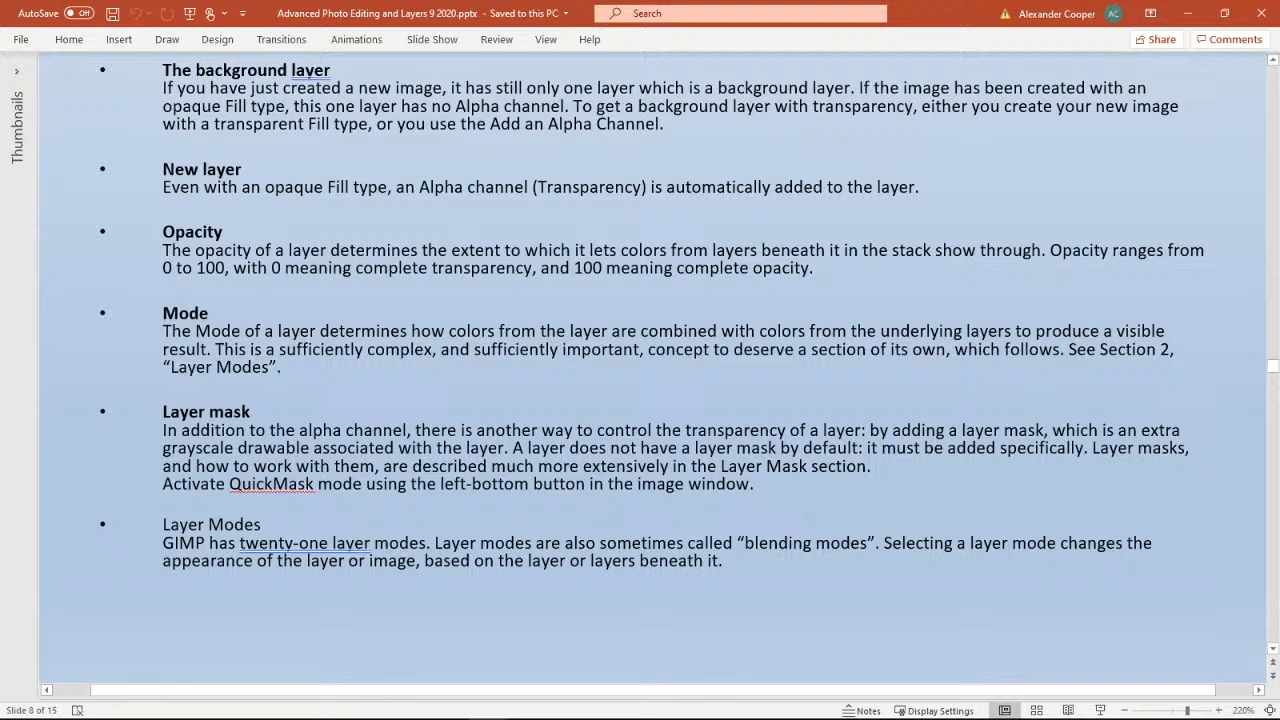 AutoSave Off Advanced Photo Editing and Layers 9 2020.pptx - Saved to this PC Search Alexander Cooper AC
File Home Insert Draw Design Transitions Animations Slide Show Review View Help Share Comments
Thumbnails
• The background layer
If you have just created a new image, it has still only one layer which is a background layer. If the image has been created with an
opaque Fill type, this one layer has no Alpha channel. To get a background layer with transparency, either you create your new image
with a transparent Fill type, or you use the Add an Alpha Channel.
• New layer
Even with an opaque Fill type, an Alpha channel (Transparency) is automatically added to the layer.
• Opacity
The opacity of a layer determines the extent to which it lets colors from layers beneath it in the stack show through. Opacity ranges from
0 to 100, with 0 meaning complete transparency, and 100 meaning complete opacity.
• Mode
The Mode of a layer determines how colors from the layer are combined with colors from the underlying layers to produce a visible
result. This is a sufficiently complex, and sufficiently important, concept to deserve a section of its own, which follows. See Section 2,
“Layer Modes”.
• Layer mask
In addition to the alpha channel, there is another way to control the transparency of a layer: by adding a layer mask, which is an extra
grayscale drawable associated with the layer. A layer does not have a layer mask by default: it must be added specifically. Layer masks,
and how to work with them, are described much more extensively in the Layer Mask section.
Activate QuickMask mode using the left-bottom button in the image window.
• Layer Modes
GIMP has twenty-one layer modes. Layer modes are also sometimes called “blending modes”. Selecting a layer mode changes the
appearance of the layer or image, based on the layer or layers beneath it.
Slide 8 of 15 Notes Display Settings 220%